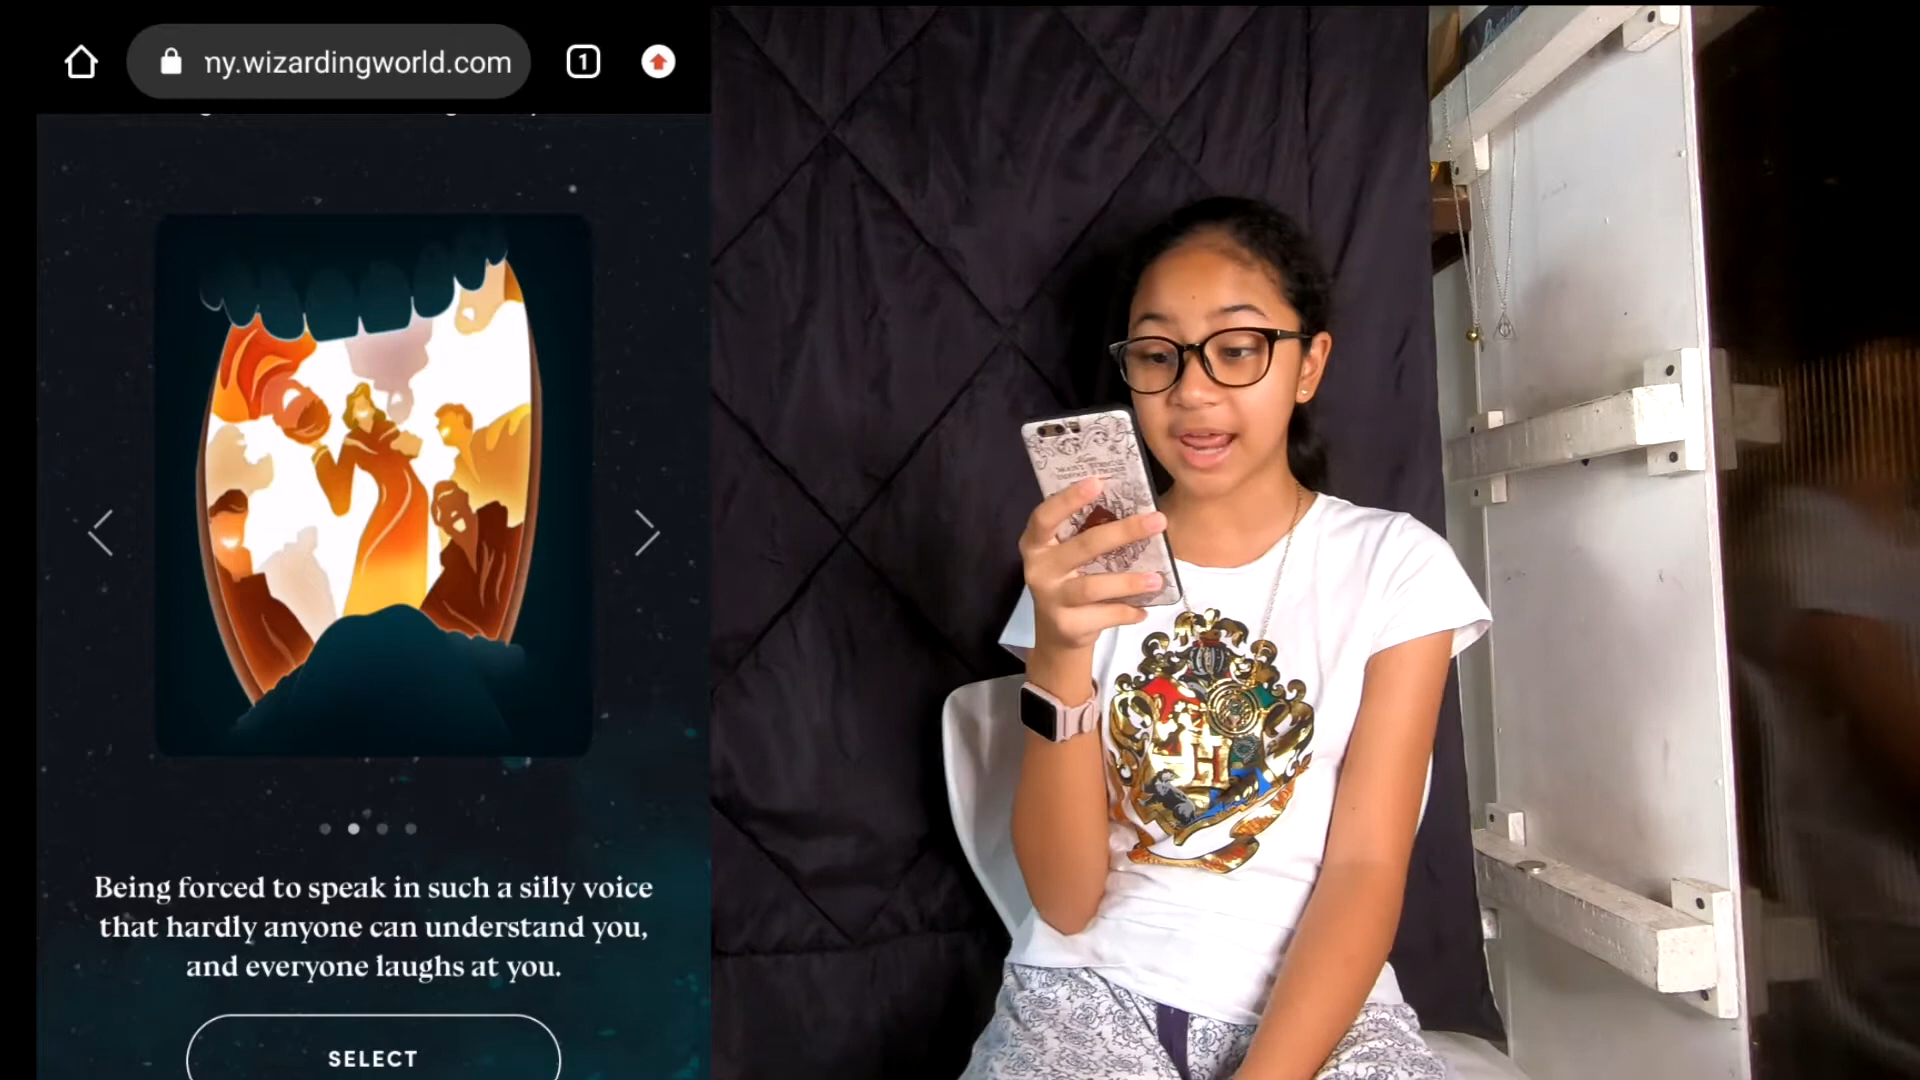 ny.wizardingworld.com
1
Being forced to speak in such a silly voice
that hardly anyone can understand you,
and everyone laughs at you.
SELECT
H